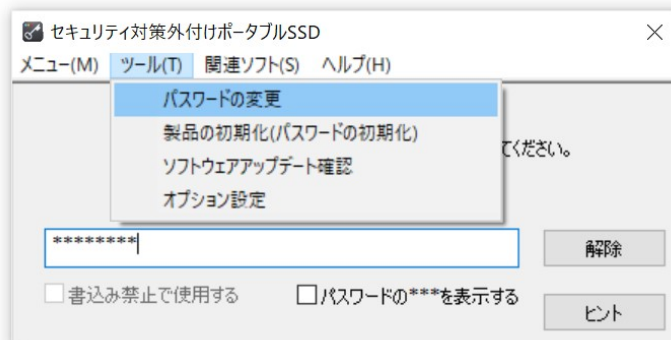 セキュリティ対策外付けポータブルSSD
メニュー(M) ツール(T) 関連ソフト(S) ヘルプ(H)
パスワードの変更
製品の初期化(パスワードの初期化)
てください。
ソフトウェアアップデート確認
オプション設定
********
解除
書込み禁止で使用する
パスワードの***を表示する
ヒント